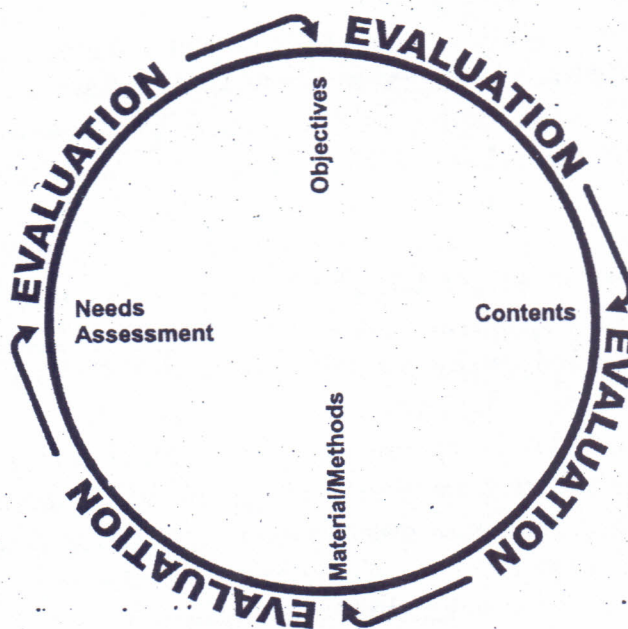 EVALUATION
EVALUATION
Objectives
Needs
Assessment
Contents
Material/Methods
EVALUATION
EVALUATION